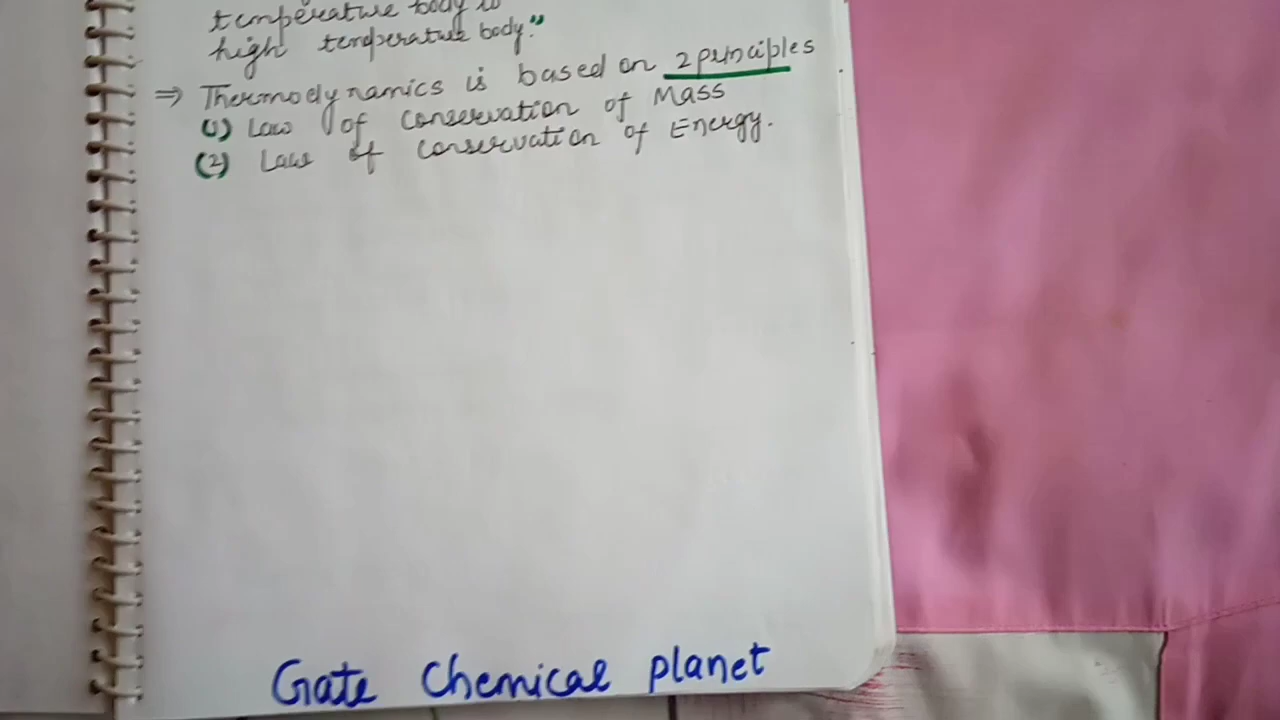 temperature body is
high temperature body."
⇒ Thermodynamics is based on 2 principles
(1) Law of conservation of Mass
(2) Law of conservation of Energy.
Gate Chemical planet